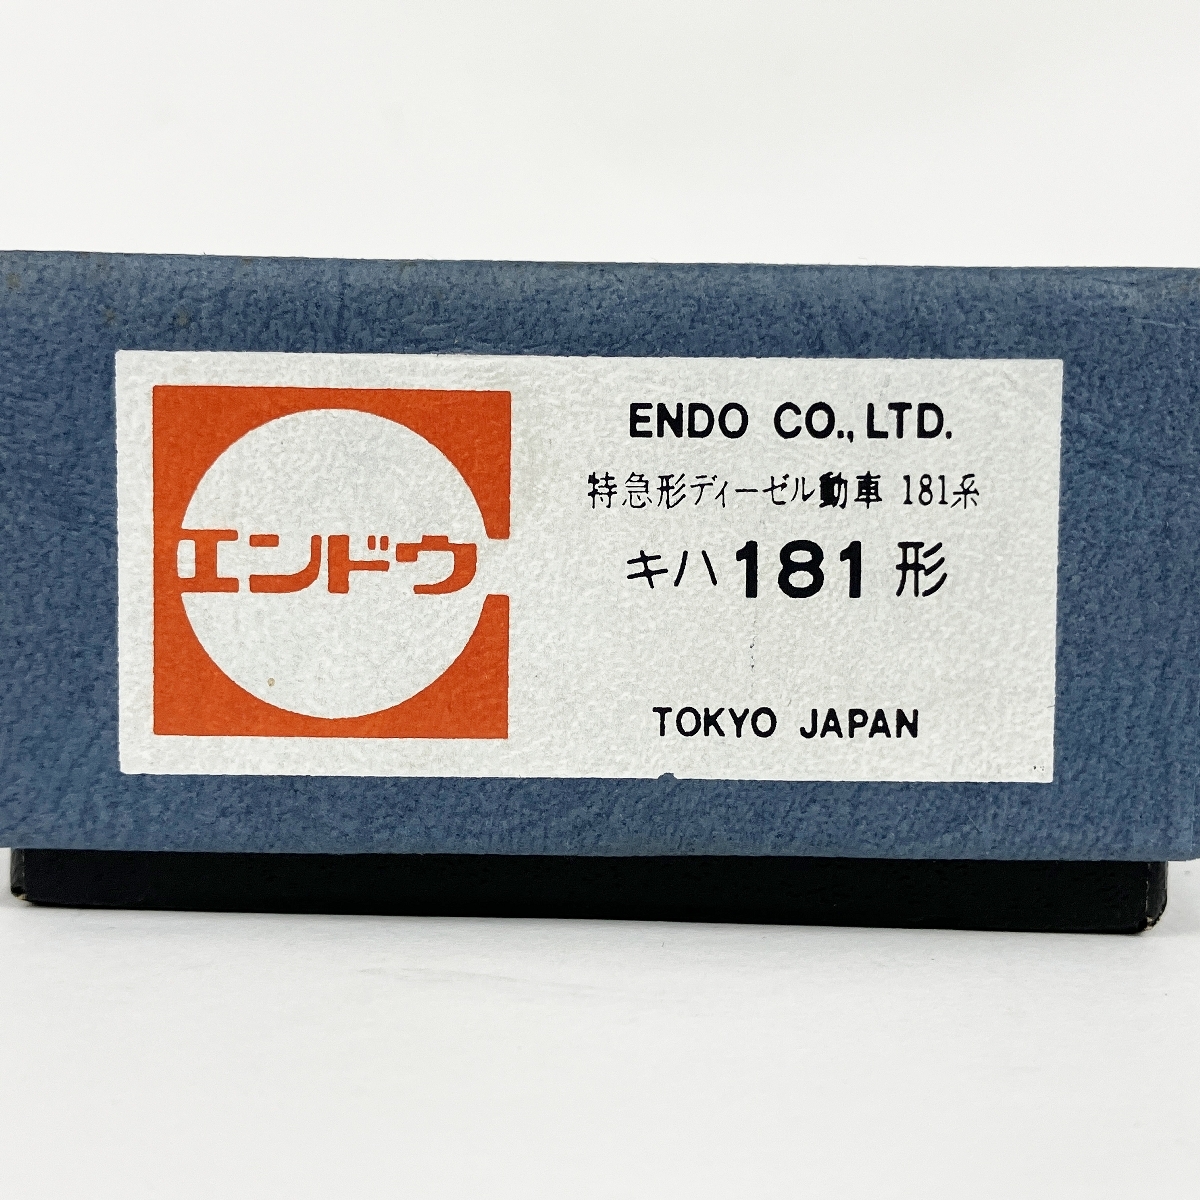 エンドウ
ENDO CO.,LTD.
特急形ディーゼル動車 181系
キハ181形
TOKYO JAPAN